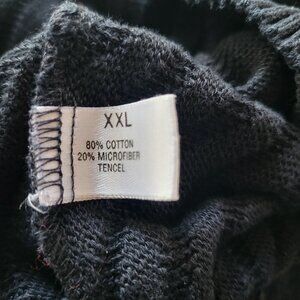 XXL
80% COTTON
20% MICROFIBER
TENCEL